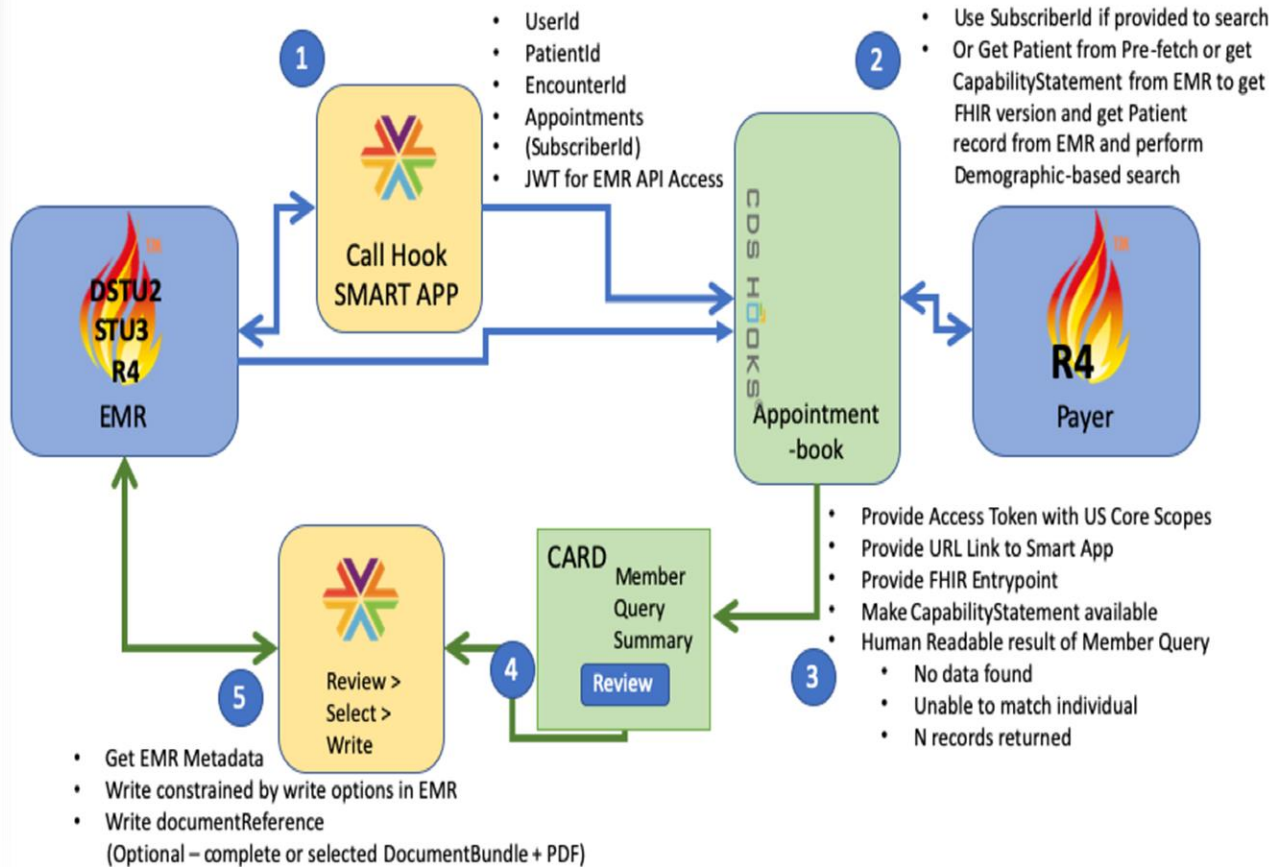 1
• UserId
• PatientId
• EncounterId
• Appointments
• (SubscriberId)
• JWT for EMR API Access
2
• Use SubscriberId if provided to search
• Or Get Patient from Pre-fetch or get
CapabilityStatement from EMR to get
FHIR version and get Patient
record from EMR and perform
Demographic-based search
Call Hook
SMART APP
TM
DSTU2
STU3
R4
EMR
CDS HOOKS
Appointment
-book
TM
R4
Payer
3
• Provide Access Token with US Core Scopes
• Provide URL Link to Smart App
• Provide FHIR Entrypoint
• Make CapabilityStatement available
• Human Readable result of Member Query
• No data found
• Unable to match individual
• N records returned
CARD
Member
Query
Summary
Review
4
Review >
Select >
Write
5
• Get EMR Metadata
• Write constrained by write options in EMR
• Write documentReference
(Optional – complete or selected DocumentBundle + PDF)